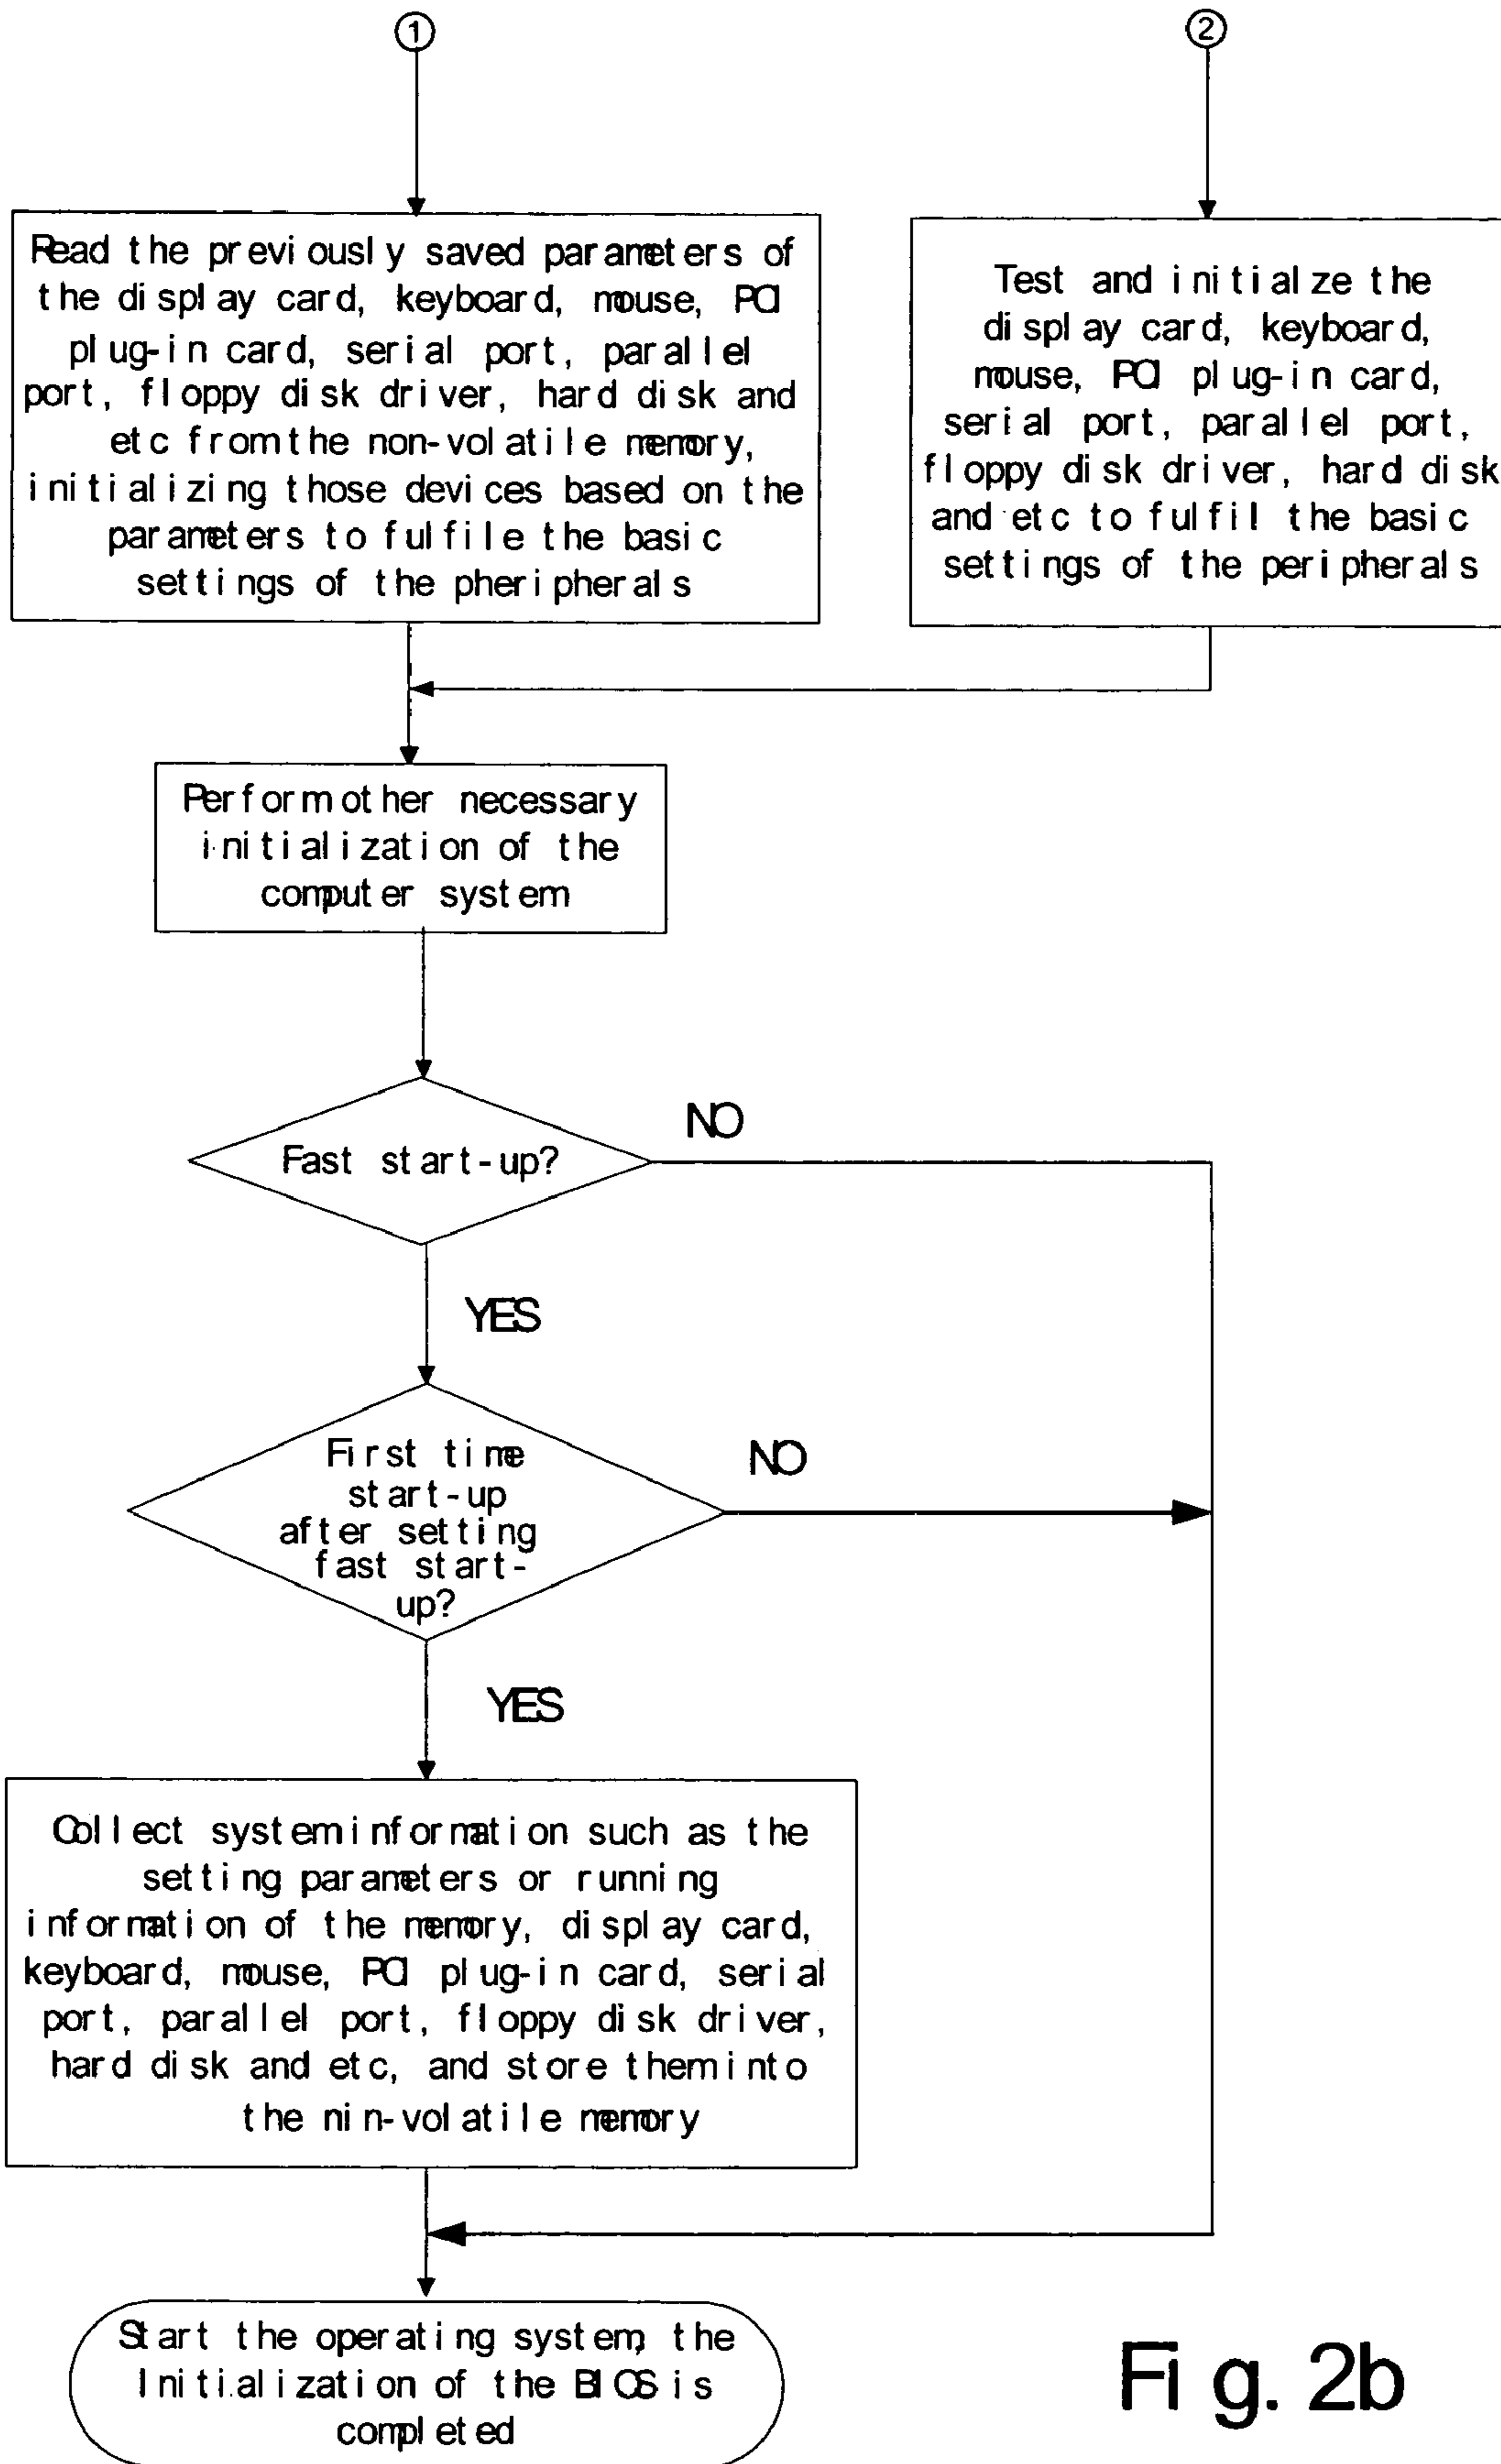 1
2
Read the previously saved parameters of
the display card, keyboard, mouse, PCI
plug-in card, serial port, parallel
port, floppy disk driver, hard disk and
etc from the non-volatile memory,
initializing those devices based on the
parameters to fulfile the basic
settings of the pheripherals
Test and initialze the
display card, keyboard,
mouse, PCI plug-in card,
serial port, parallel port,
floppy disk driver, hard disk
and etc to fulfil the basic
settings of the peripherals
Perform other necessary
initialization of the
computer system
Fast start-up?
NO
YES
First time
start-up
after setting
fast start-
up?
NO
YES
Collect system information such as the
setting parameters or running
information of the memory, display card,
keyboard, mouse, PCI plug-in card, serial
port, parallel port, floppy disk driver,
hard disk and etc, and store them into
the nin-volatile memory
Start the operating system, the
Initialization of the BIOS is
completed
Fig. 2b